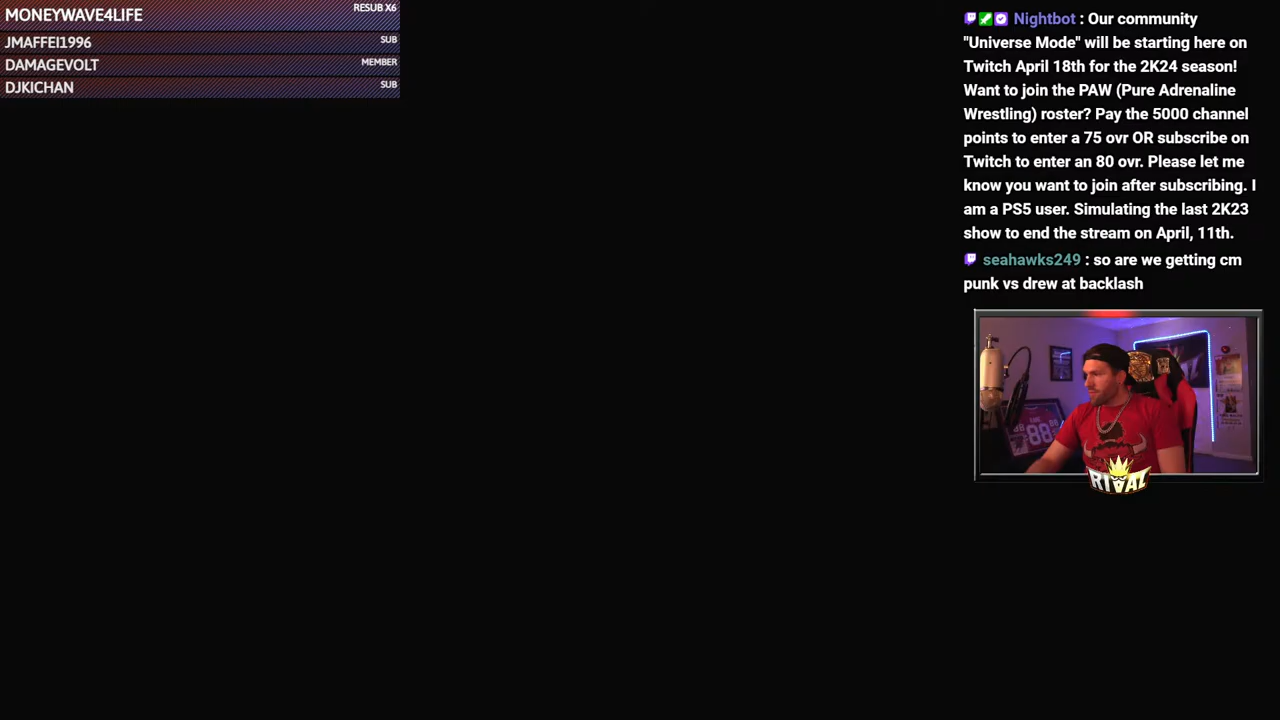 MONEYWAVE4LIFE RESUB X6
JMAFFEI1996 SUB
DAMAGEVOLT MEMBER
DJKICHAN SUB
Nightbot : Our community
"Universe Mode" will be starting here on
Twitch April 18th for the 2K24 season!
Want to join the PAW (Pure Adrenaline
Wrestling) roster? Pay the 5000 channel
points to enter a 75 ovr OR subscribe on
Twitch to enter an 80 ovr. Please let me
know you want to join after subscribing. I
am a PS5 user. Simulating the last 2K23
show to end the stream on April, 11th.
seahawks249 : so are we getting cm
punk vs drew at backlash
88
RIVAL